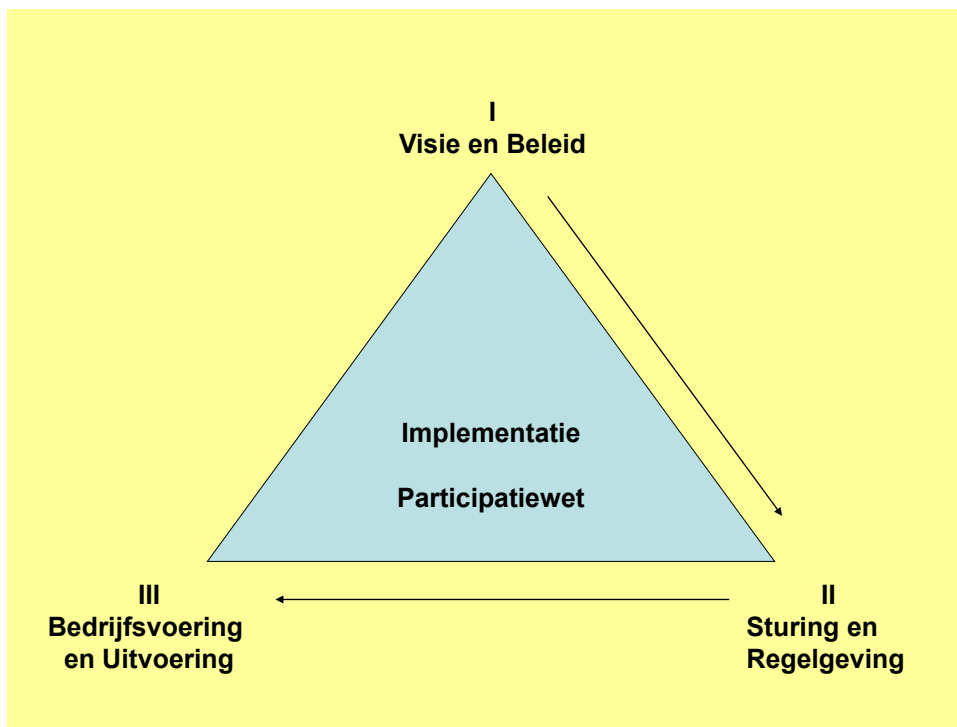 I
Visie en Beleid
Implementatie
Participatiewet
III
Bedrijfsvoering
en Uitvoering
II
Sturing en
Regelgeving